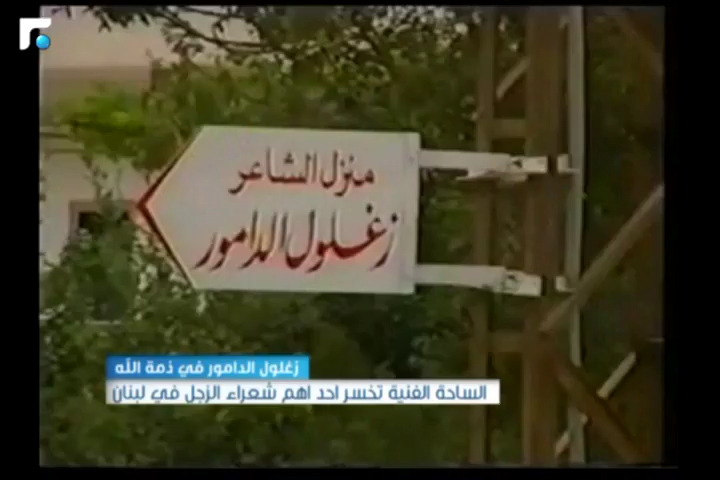 منزل الشاعر
زغلول الدامور
زغلول الدامور في ذمة الله
الساحة الفنية تخسر احد اهم شعراء الزجل في لبنان